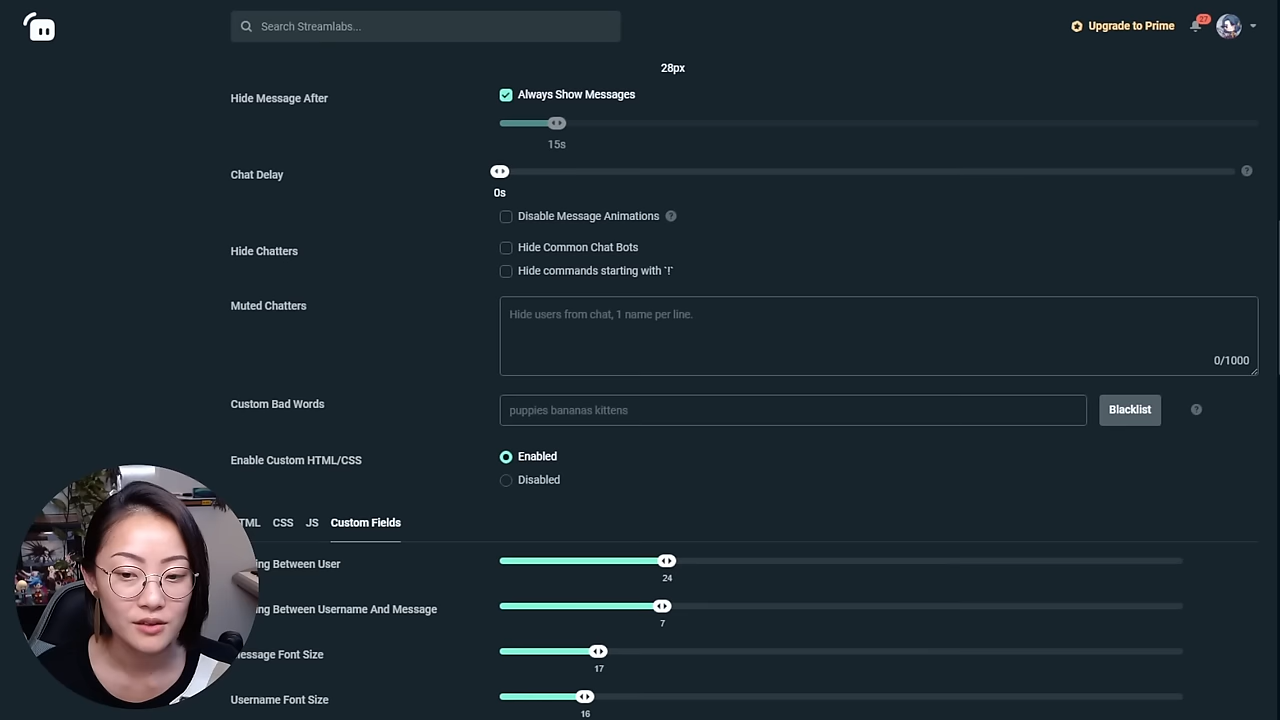 Search Streamlabs...
Upgrade to Prime
27
28px
Hide Message After
Always Show Messages
15s
Chat Delay
0s
Disable Message Animations
Hide Chatters
Hide Common Chat Bots
Hide commands starting with `!`
Muted Chatters
Hide users from chat, 1 name per line.
0/1000
Custom Bad Words
puppies bananas kittens
Blacklist
Enable Custom HTML/CSS
Enabled
Disabled
CSS JS Custom Fields
Between User
24
Between Username And Message
7
Font Size
17
Username Font Size
16